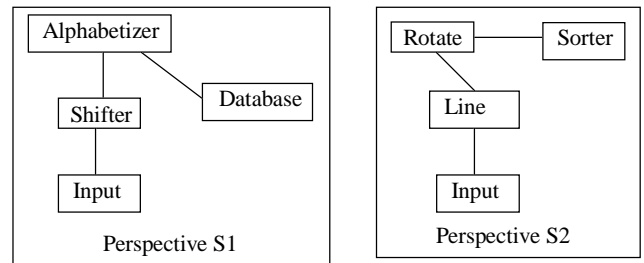 Alphabetizer
Database
Shifter
Input
Perspective S1
Rotate
Sorter
Line
Input
Perspective S2